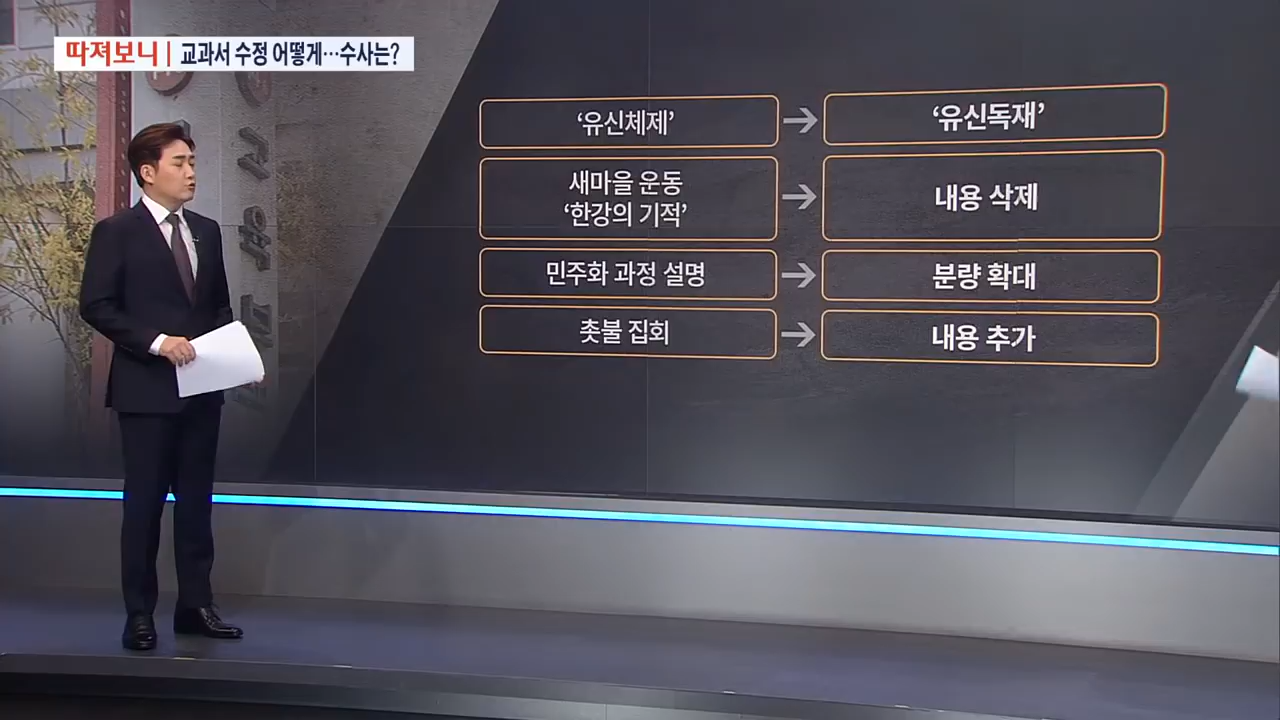 따져보니 | 교과서 수정 어떻게…수사는?
‘유신체제’ → ‘유신독재’
새마을 운동
‘한강의 기적’ → 내용 삭제
민주화 과정 설명 → 분량 확대
촛불 집회 → 내용 추가